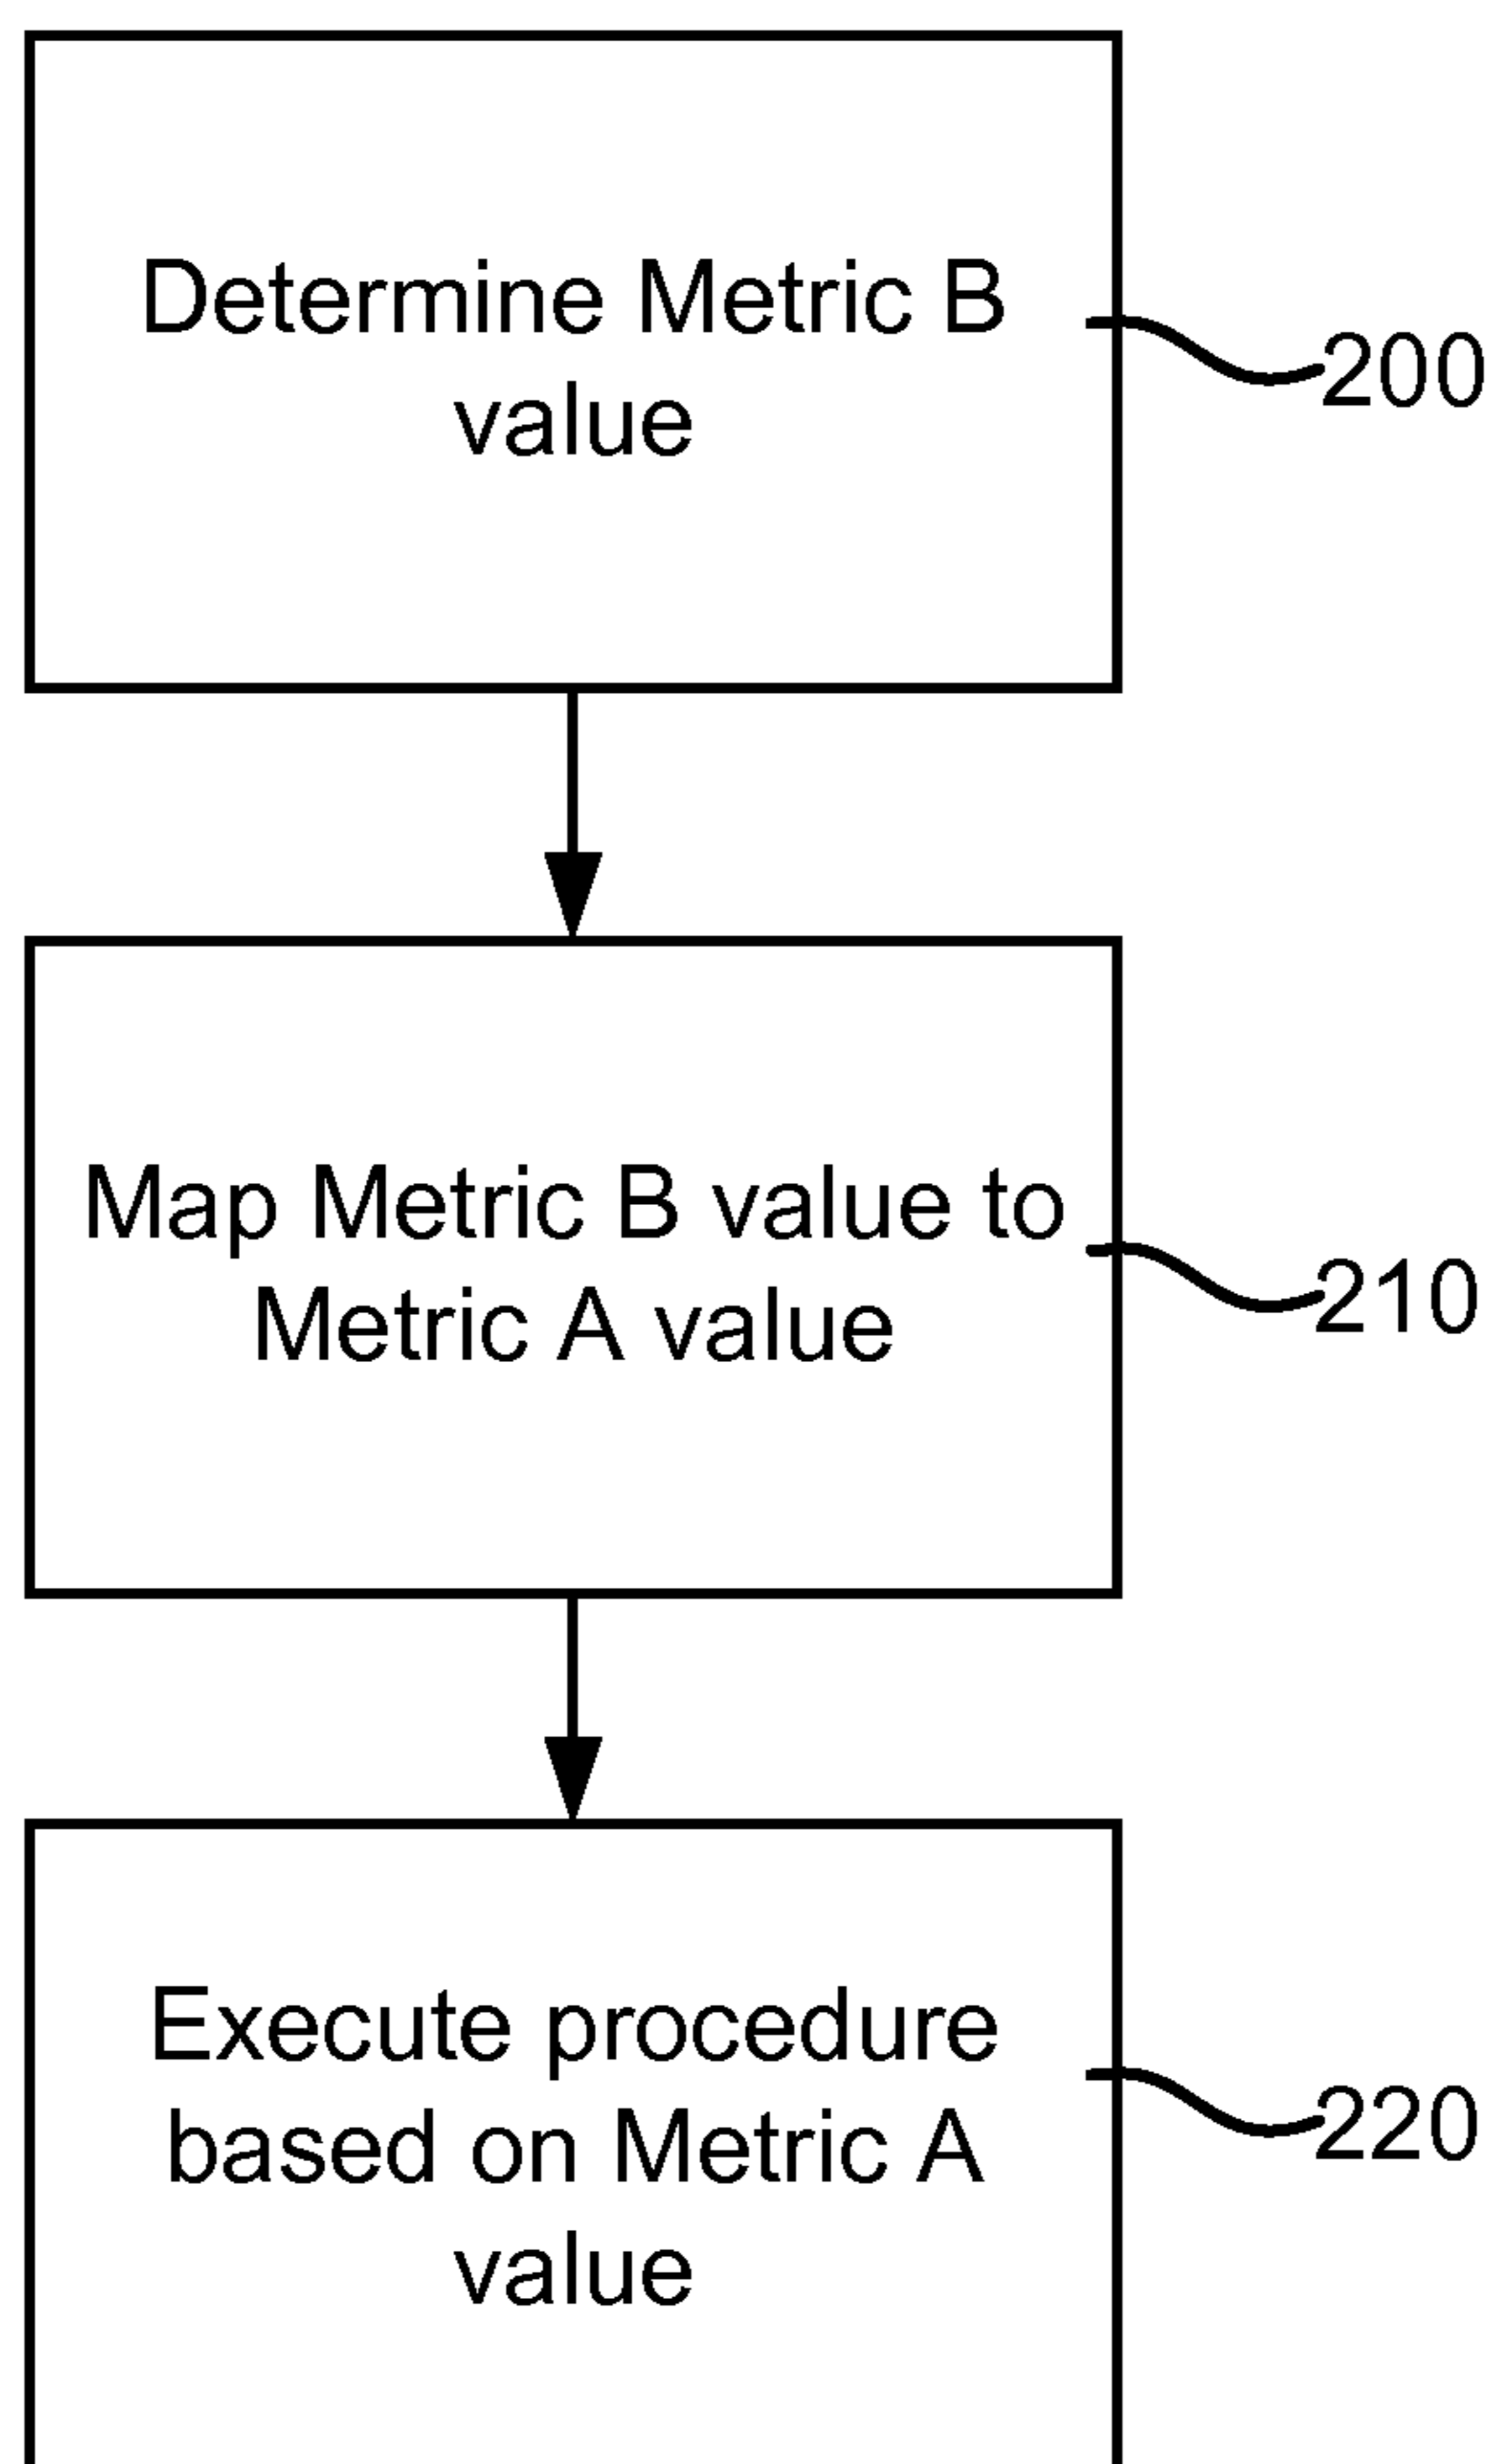 Determine Metric B
value
200
Map Metric B value to
Metric A value
210
Execute procedure
based on Metric A
value
220